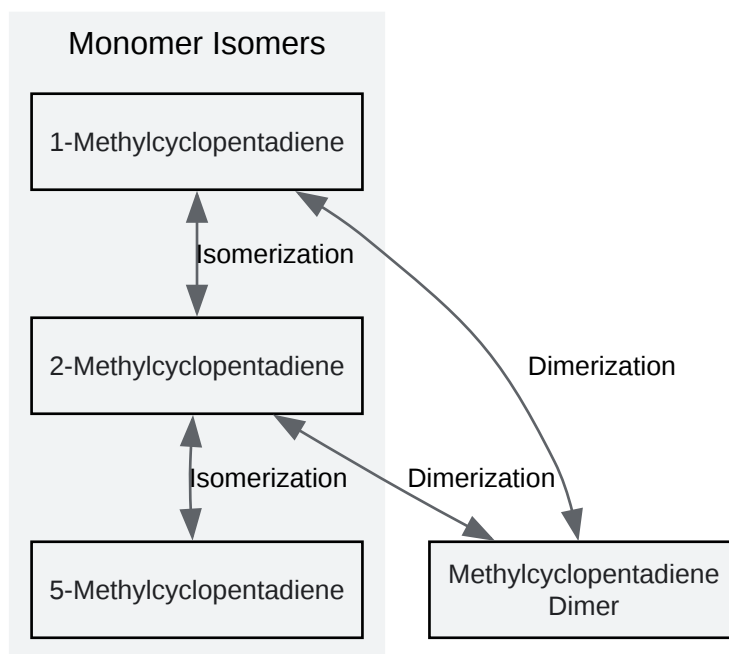 Monomer Isomers
1-Methylcyclopentadiene
Isomerization
2-Methylcyclopentadiene
Dimerization
Isomerization
Dimerization
5-Methylcyclopentadiene
Methylcyclopentadiene
Dimer